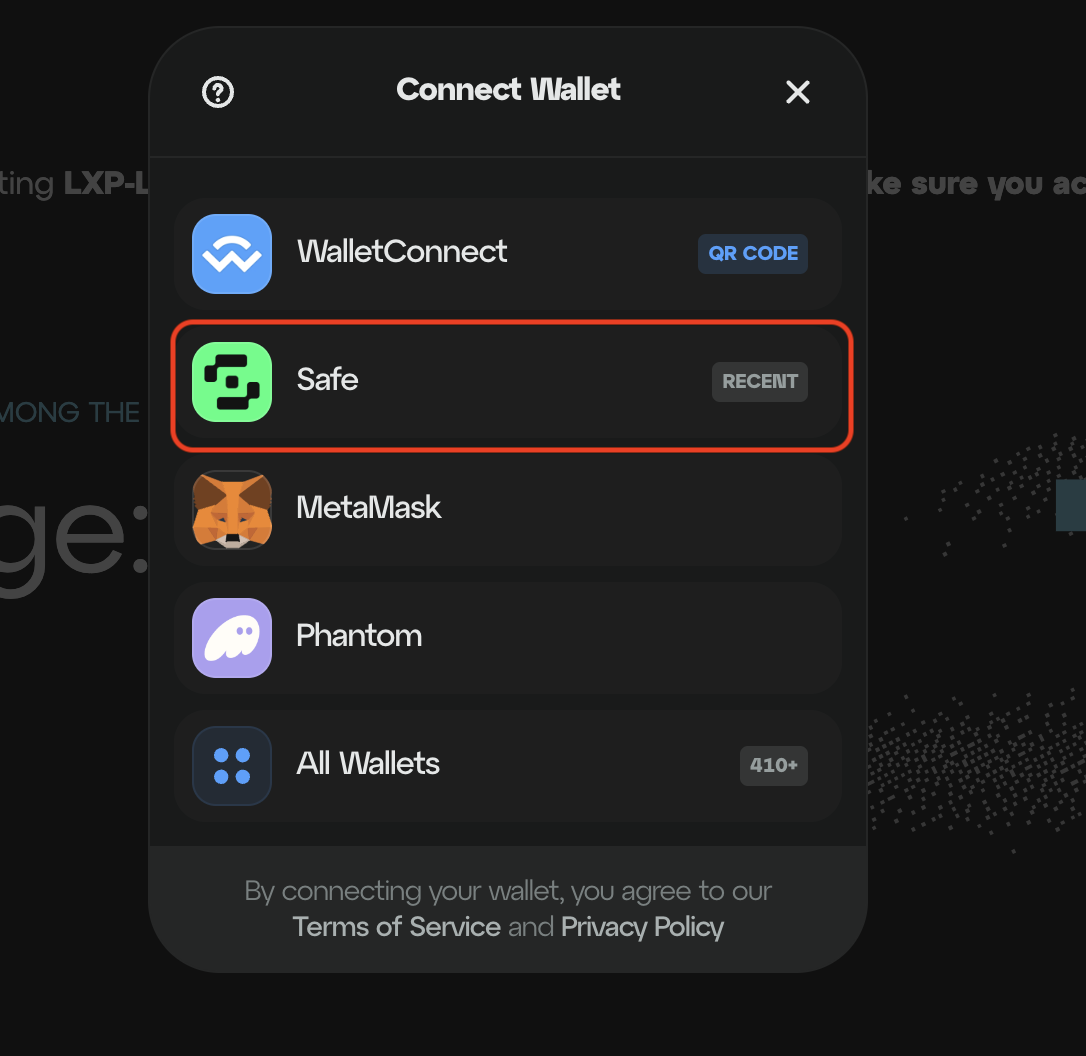 Connect Wallet
ting LXP-L
ke sure you ac
WalletConnect
QR CODE
Safe
RECENT
MONG THE
MetaMask
ge:
Phantom
All Wallets
410+
By connecting your wallet, you agree to our
Terms of Service and Privacy Policy